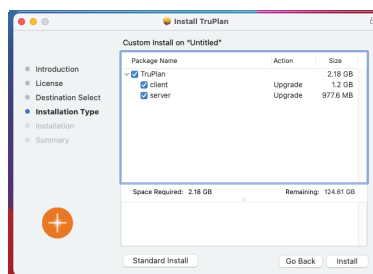 Install TruPlan
Custom Install on "Untitled"
Introduction
License
Destination Select
Installation Type
Installation
Summary
Package Name Action Size
TruPlan 2.18 GB
client Upgrade 1.2 GB
server Upgrade 977.6 MB
Space Required: 2.18 GB Remaining: 124.61 GB
Standard Install Go Back Install